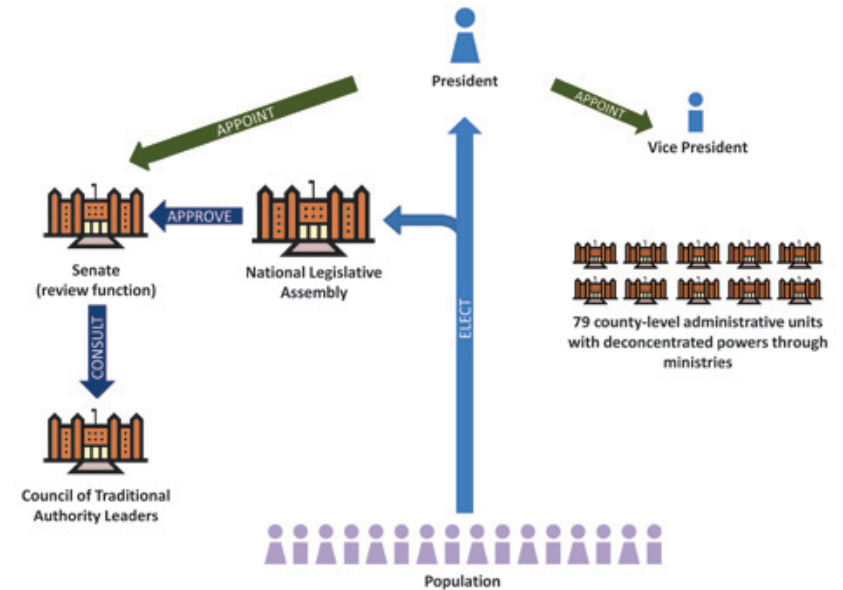 President
APPOINT
APPOINT
Vice President
APPROVE
Senate
(review function)
National Legislative
Assembly
ELECT
79 county-level administrative units
with deconcentrated powers through
ministries
CONSULT
Council of Traditional
Authority Leaders
Population